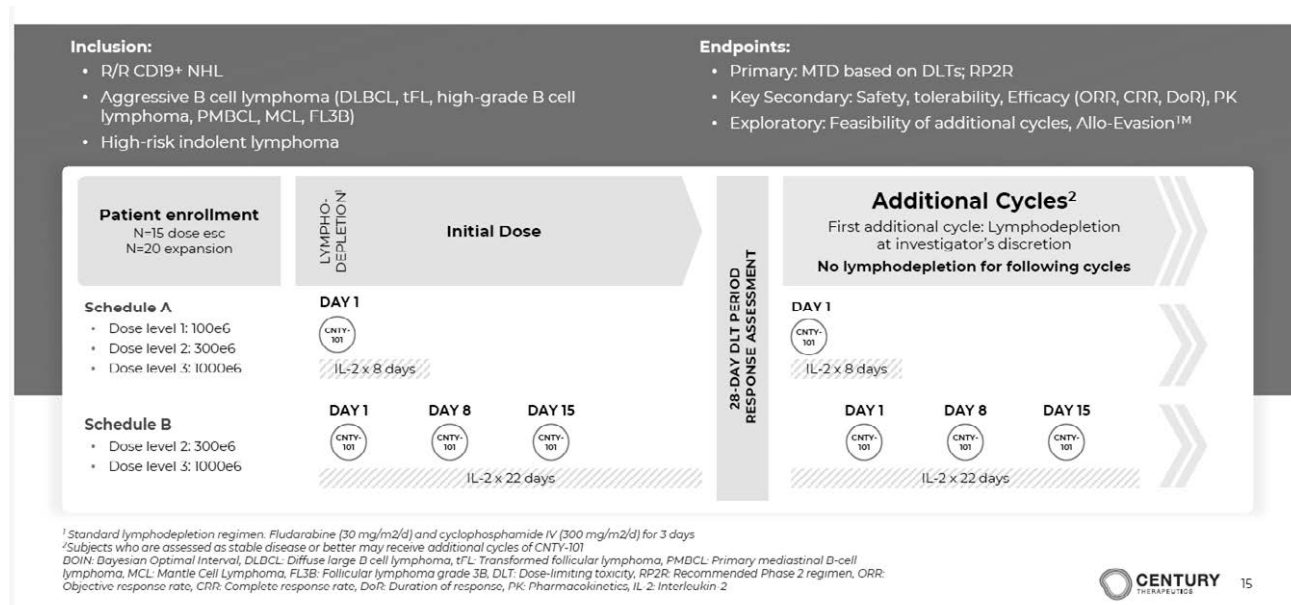 Inclusion:
• R/R CD19+ NHL
• Aggressive B cell lymphoma (DLBCL, tFL, high-grade B cell
lymphoma, PMBCL, MCL, FL3B)
• High-risk indolent lymphoma
Endpoints:
• Primary: MTD based on DLTs; RP2R
• Key Secondary: Safety, tolerability, Efficacy (ORR, CRR, DoR), PK
• Exploratory: Feasibility of additional cycles, Allo-Evasion™
Patient enrollment
N=15 dose esc
N=20 expansion
LYMPHO-
DEPLETION¹
Initial Dose
28-DAY DLT PERIOD
RESPONSE ASSESSMENT
Additional Cycles²
First additional cycle: Lymphodepletion
at investigator's discretion
No lymphodepletion for following cycles
Schedule A
• Dose level 1: 100e6
• Dose level 2: 300e6
• Dose level 3: 1000e6
DAY 1
CNTY-
101
IL-2 x 8 days
DAY 1
CNTY-
101
IL-2 x 8 days
Schedule B
• Dose level 2: 300e6
• Dose level 3: 1000e6
DAY 1 DAY 8 DAY 15
CNTY-
101
CNTY-
101
CNTY-
101
IL-2 x 22 days
DAY 1 DAY 8 DAY 15
CNTY-
101
CNTY-
101
CNTY-
101
IL-2 x 22 days
¹ Standard lymphodepletion regimen. Fludarabine (30 mg/m2/d) and cyclophosphamide IV (300 mg/m2/d) for 3 days
²Subjects who are assessed as stable disease or better may receive additional cycles of CNTY-101
BOIN: Bayesian Optimal Interval, DLBCL: Diffuse large B cell lymphoma, tFL: Transformed follicular lymphoma, PMBCL: Primary mediastinal B-cell
lymphoma, MCL: Mantle Cell Lymphoma, FL3B: Follicular lymphoma grade 3B, DLT: Dose-limiting toxicity, RP2R: Recommended Phase 2 regimen, ORR:
Objective response rate, CRR: Complete response rate, DoR: Duration of response, PK: Pharmacokinetics, IL-2: Interleukin-2
CENTURY
THERAPEUTICS
15